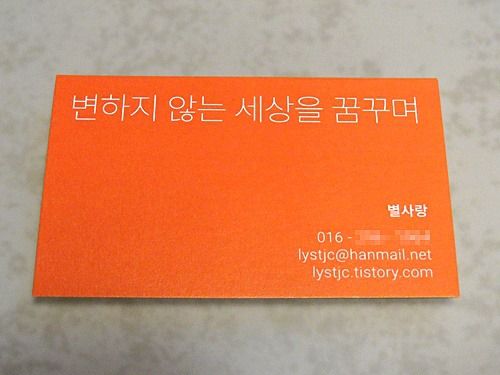 변하지 않는 세상을 꿈꾸며
별사랑
016 -
lystjc@hanmail.net
lystjc.tistory.com